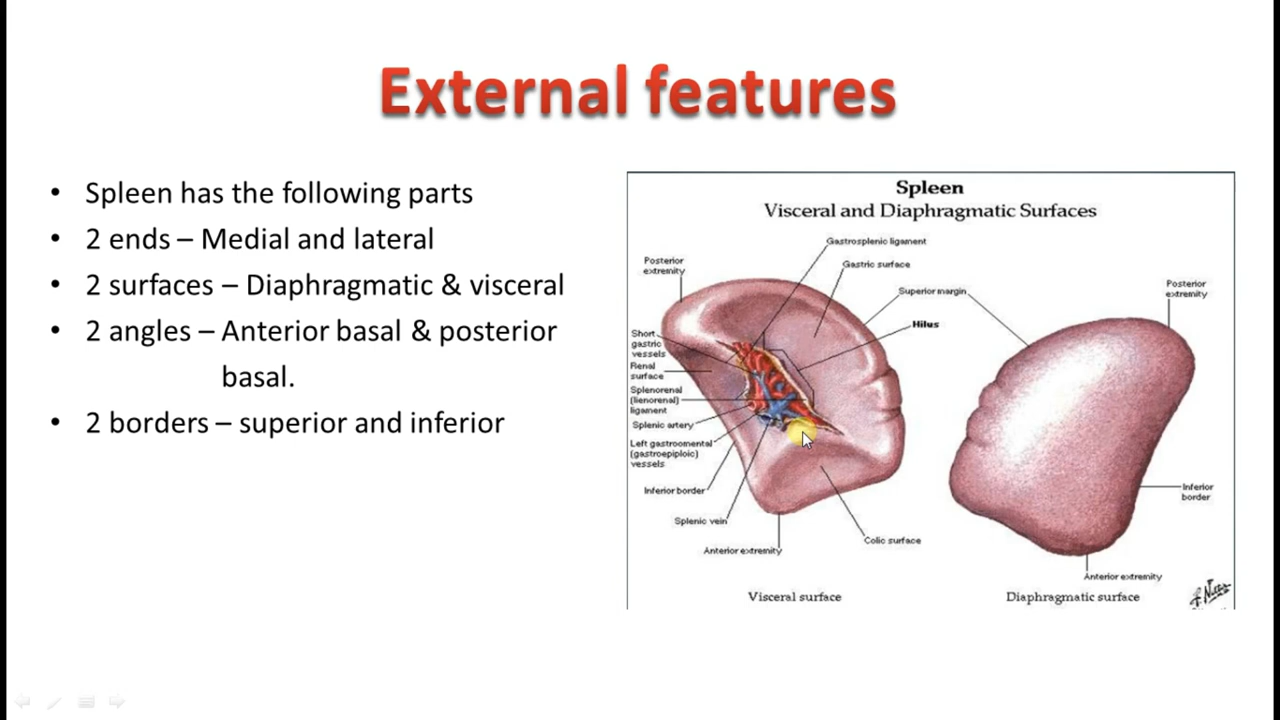 External features
• Spleen has the following parts
• 2 ends – Medial and lateral
• 2 surfaces – Diaphragmatic & visceral
• 2 angles – Anterior basal & posterior
basal.
• 2 borders – superior and inferior
Spleen
Visceral and Diaphragmatic Surfaces
Gastrosplenic ligament
Posterior
extremity
Gastric surface
Superior margin
Posterior
extremity
Hilus
Short
gastric
vessels
Renal
surface
Splenorenal
(lienorenal)
ligament
Splenic artery
Left gastroomental
(gastroepiploic)
vessels
Inferior border
Splenic vein
Anterior extremity
Colic surface
Inferior
border
Anterior extremity
Visceral surface
Diaphragmatic surface